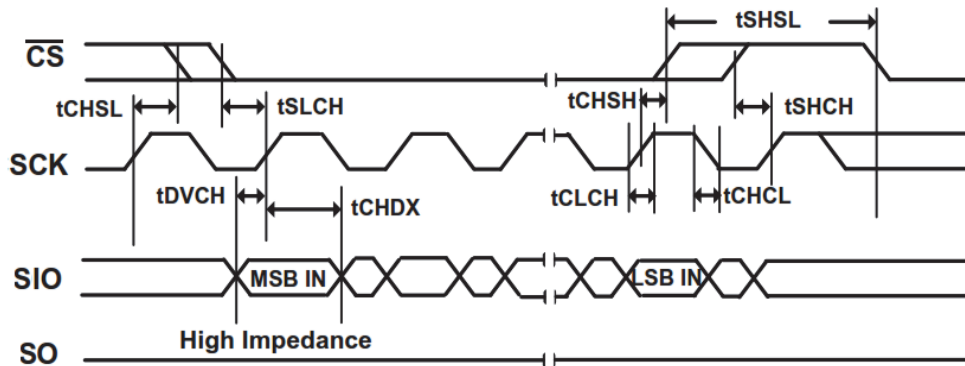 tSHSL
CS
tCHSL
tSLCH
tCHSH
tSHCH
SCK
tDVCH
tCHDX
tCLCH
tCHCL
SIO
MSB IN
LSB IN
High Impedance
SO